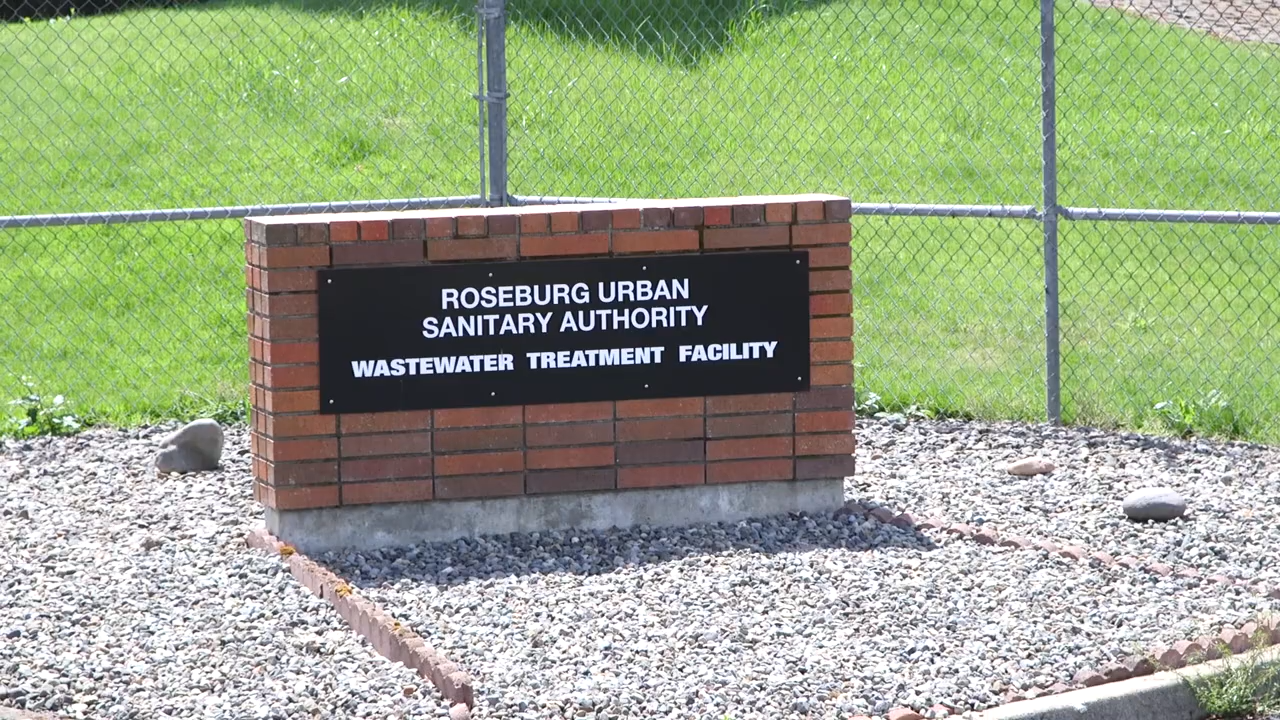 ROSEBURG URBAN
SANITARY AUTHORITY
WASTEWATER TREATMENT FACILITY